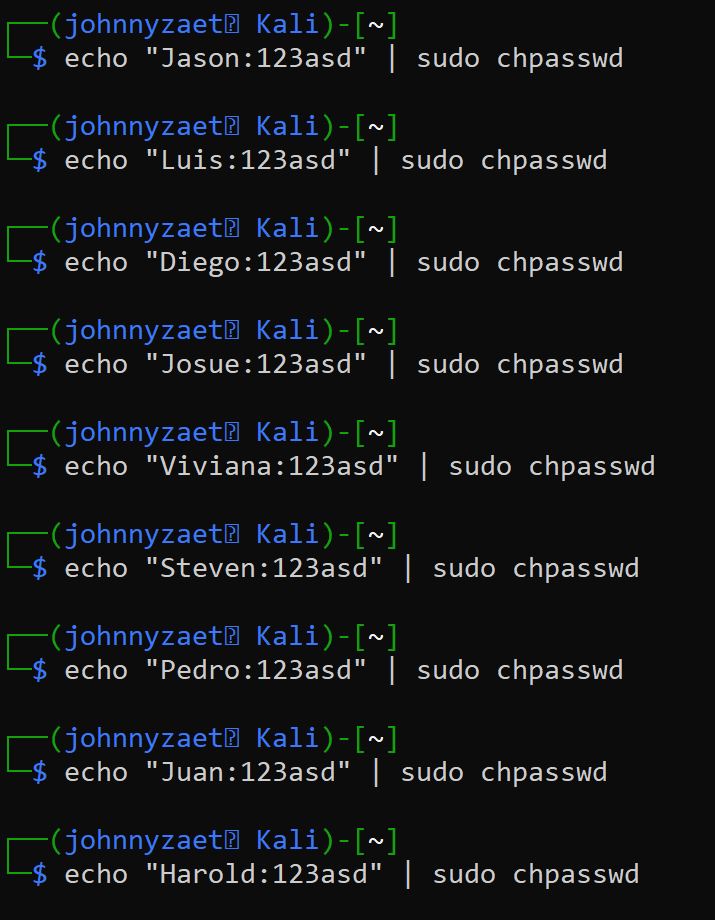 ┌──(johnnyzaet㉿ Kali)-[~]
└─$ echo "Jason:123asd" | sudo chpasswd
┌──(johnnyzaet㉿ Kali)-[~]
└─$ echo "Luis:123asd" | sudo chpasswd
┌──(johnnyzaet㉿ Kali)-[~]
└─$ echo "Diego:123asd" | sudo chpasswd
┌──(johnnyzaet㉿ Kali)-[~]
└─$ echo "Josue:123asd" | sudo chpasswd
┌──(johnnyzaet㉿ Kali)-[~]
└─$ echo "Viviana:123asd" | sudo chpasswd
┌──(johnnyzaet㉿ Kali)-[~]
└─$ echo "Steven:123asd" | sudo chpasswd
┌──(johnnyzaet㉿ Kali)-[~]
└─$ echo "Pedro:123asd" | sudo chpasswd
┌──(johnnyzaet㉿ Kali)-[~]
└─$ echo "Juan:123asd" | sudo chpasswd
┌──(johnnyzaet㉿ Kali)-[~]
└─$ echo "Harold:123asd" | sudo chpasswd